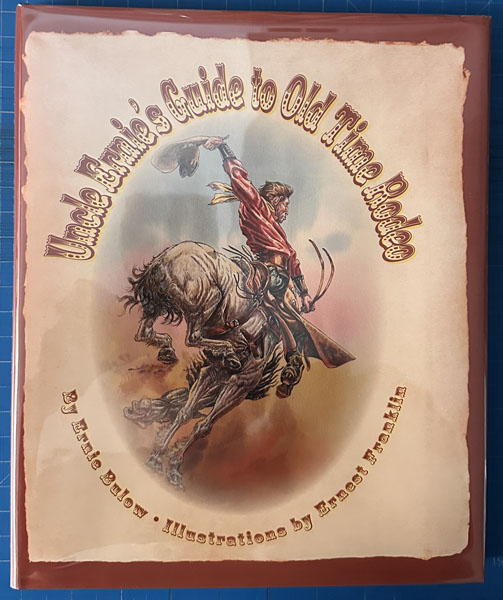 Uncle Ernie's Guide to Old Time Rodeo
By Ernie Bulow • Illustrations by Ernest Franklin